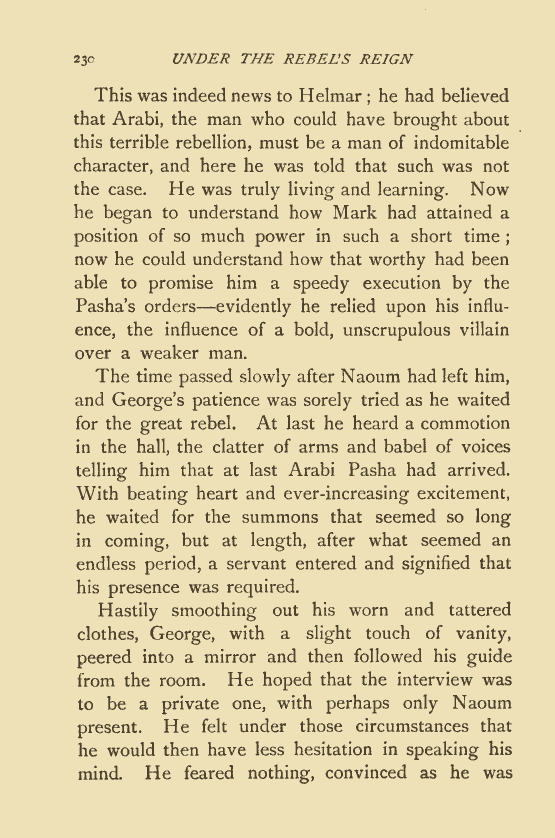 230 UNDER THE REBEL'S REIGN
This was indeed news to Helmar ; he had believed
that Arabi, the man who could have brought about
this terrible rebellion, must be a man of indomitable
character, and here he was told that such was not
the case. He was truly living and learning. Now
he began to understand how Mark had attained a
position of so much power in such a short time ;
now he could understand how that worthy had been
able to promise him a speedy execution by the
Pasha's orders—evidently he relied upon his influ-
ence, the influence of a bold, unscrupulous villain
over a weaker man.
The time passed slowly after Naoum had left him,
and George's patience was sorely tried as he waited
for the great rebel. At last he heard a commotion
in the hall, the clatter of arms and babel of voices
telling him that at last Arabi Pasha had arrived.
With beating heart and ever-increasing excitement,
he waited for the summons that seemed so long
in coming, but at length, after what seemed an
endless period, a servant entered and signified that
his presence was required.
Hastily smoothing out his worn and tattered
clothes, George, with a slight touch of vanity,
peered into a mirror and then followed his guide
from the room. He hoped that the interview was
to be a private one, with perhaps only Naoum
present. He felt under those circumstances that
he would then have less hesitation in speaking his
mind. He feared nothing, convinced as he was